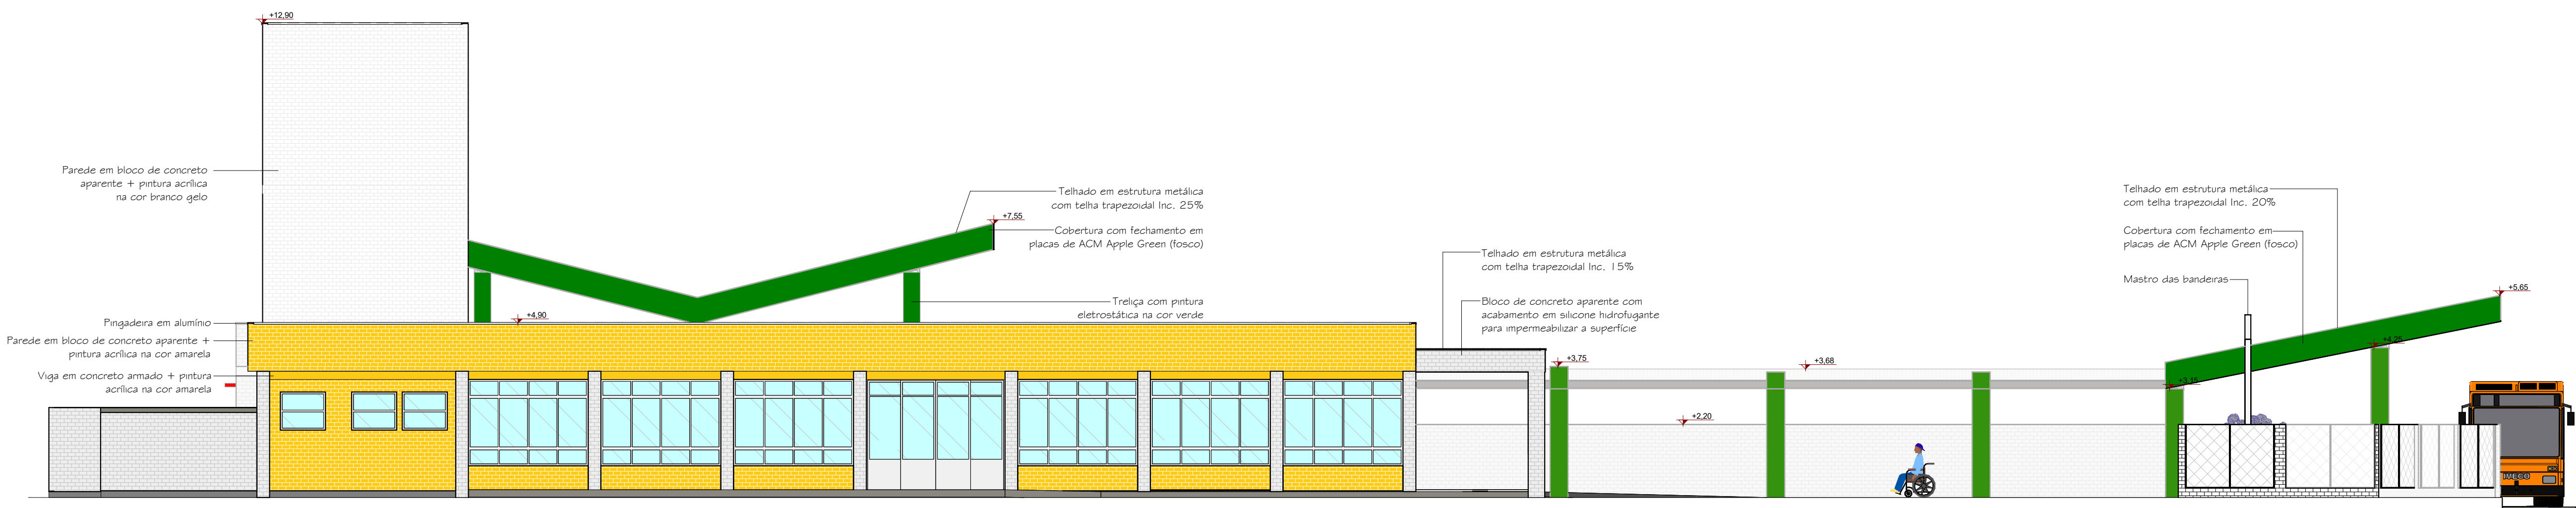 +12,90
Parede em bloco de concreto
aparente + pintura acrílica
na cor branco gelo
Telhado em estrutura metálica
com telha trapezoidal Inc. 25%
+7,55
Cobertura com fechamento em
placas de ACM Apple Green (fosco)
Treliça com pintura
eletrostática na cor verde
+4,90
Pingadeira em alumínio
Parede em bloco de concreto aparente +
pintura acrílica na cor amarela
Viga em concreto armado + pintura
acrílica na cor amarela
Telhado em estrutura metálica
com telha trapezoidal Inc. 15%
Bloco de concreto aparente com
acabamento em silicone hidrofugante
para impermeabilizar a superfície
+3,75
+3,68
+2,20
Telhado em estrutura metálica
com telha trapezoidal Inc. 20%
Cobertura com fechamento em
placas de ACM Apple Green (fosco)
Mastro das bandeiras
+5,65
+4,25
+3,15
IVECO